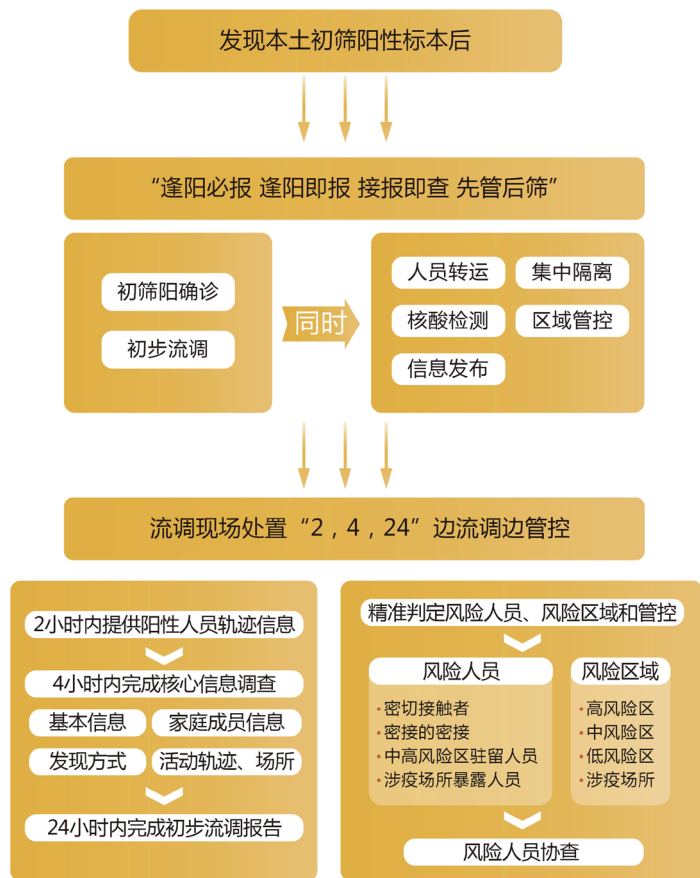 发现本土初筛阳性标本后
“逢阳必报 逢阳即报 接报即查 先管后筛”
初筛阳确诊
初步流调
同时
人员转运
集中隔离
核酸检测
区域管控
信息发布
流调现场处置“2，4，24”边流调边管控
2小时内提供阳性人员轨迹信息
4小时内完成核心信息调查
基本信息
家庭成员信息
发现方式
活动轨迹、场所
24小时内完成初步流调报告
精准判定风险人员、风险区域和管控
风险人员
·密切接触者
·密接的密接
·中高风险区驻留人员
·涉疫场所暴露人员
风险区域
·高风险区
·中风险区
·低风险区
·涉疫场所
风险人员协查